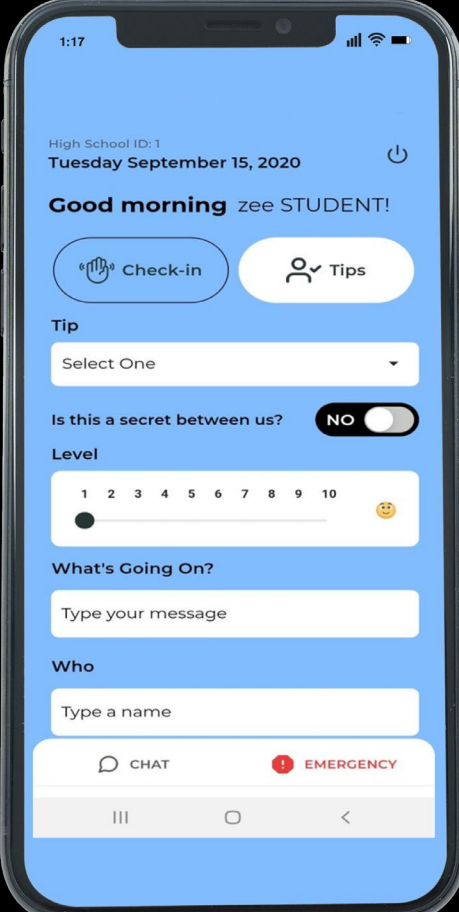 1:17
High School ID: 1
Tuesday September 15, 2020
Good morning zee STUDENT!
Check-in
Tips
Tip
Select One
Is this a secret between us? NO
Level
1 2 3 4 5 6 7 8 9 10
What's Going On?
Type your message
Who
Type a name
CHAT
EMERGENCY